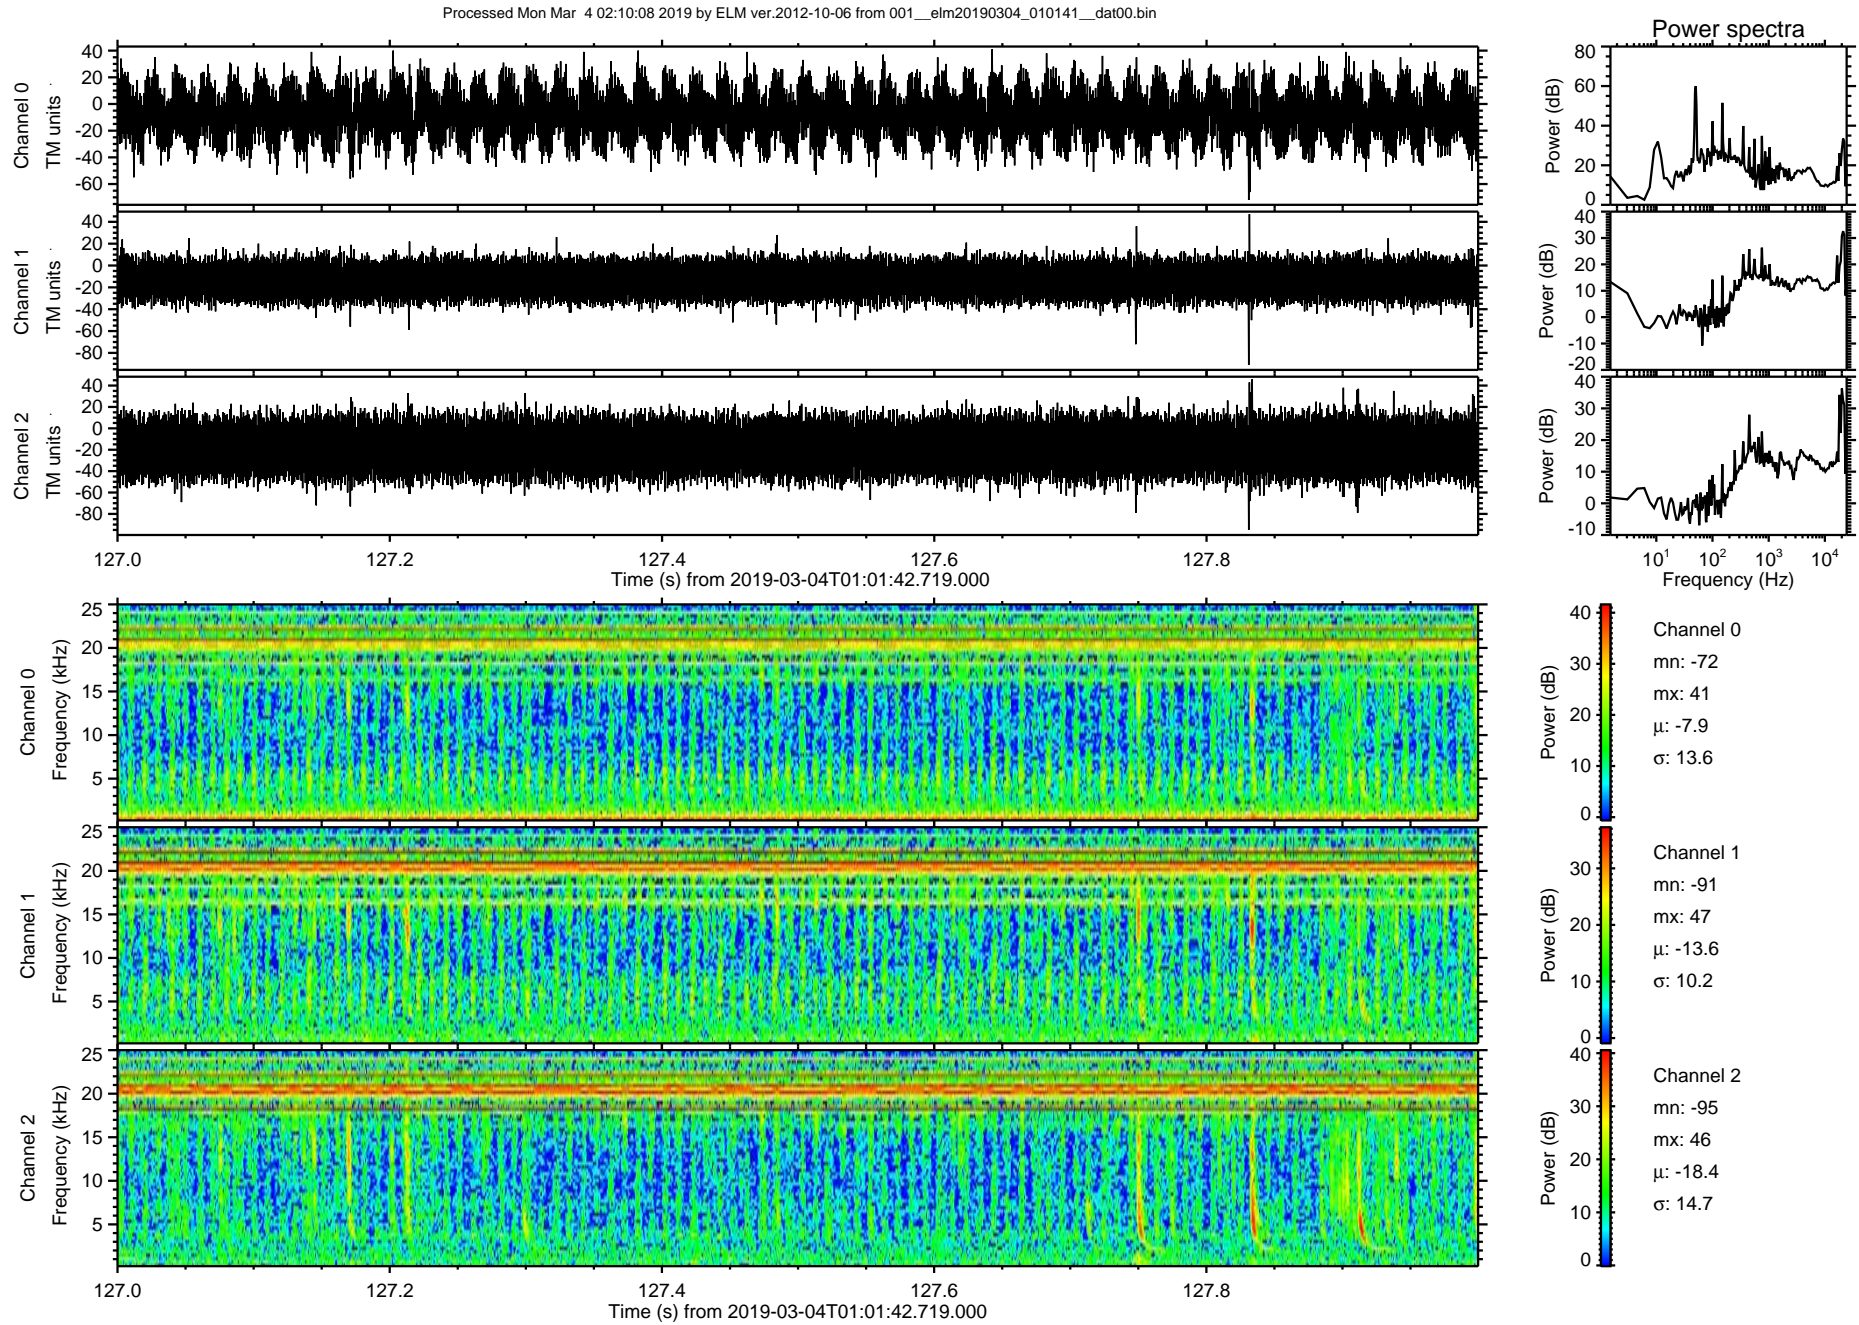 Processed Mon Mar  4 02:10:08 2019 by ELM ver.2012-10-06 from 001__elm20190304_010141__dat00.bin
Power spectra
Channel 0
TM units
40
20
0
-20
-40
-60
Power (dB)
80
60
40
20
0
Channel 1
TM units
40
20
0
-20
-40
-60
-80
Power (dB)
40
30
20
10
0
-10
-20
Channel 2
TM units
40
20
0
-20
-40
-60
-80
Power (dB)
40
30
20
10
0
-10
127.0 127.2 127.4 127.6 127.8
Time (s) from 2019-03-04T01:01:42.719.000
10¹ 10² 10³ 10⁴
Frequency (Hz)
Channel 0
Frequency (kHz)
25
20
15
10
5
Power (dB)
40
30
20
10
0
Channel 0
mn: -72
mx: 41
μ: -7.9
σ: 13.6
Channel 1
Frequency (kHz)
25
20
15
10
5
Power (dB)
30
20
10
0
Channel 1
mn: -91
mx: 47
μ: -13.6
σ: 10.2
Channel 2
Frequency (kHz)
25
20
15
10
5
Power (dB)
40
30
20
10
0
Channel 2
mn: -95
mx: 46
μ: -18.4
σ: 14.7
127.0 127.2 127.4 127.6 127.8
Time (s) from 2019-03-04T01:01:42.719.000